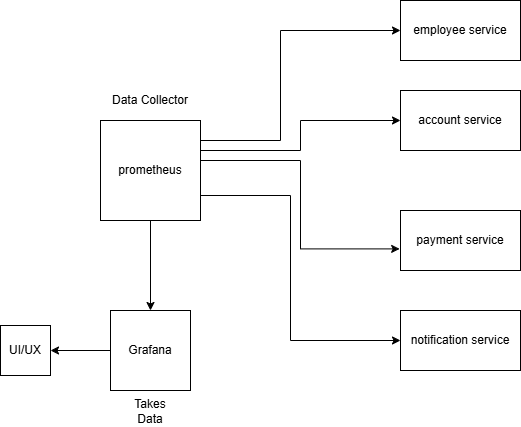 employee service
Data Collector
account service
prometheus
payment service
notification service
UI/UX
Grafana
Takes
Data